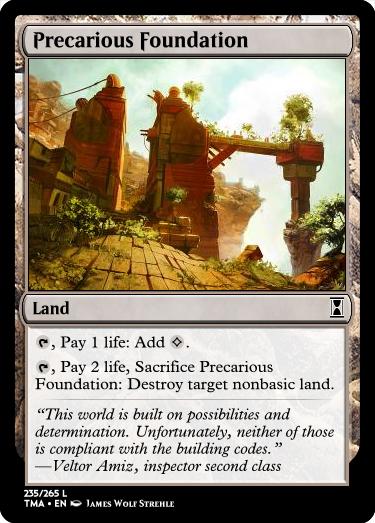 Precarious Foundation
Land
, Pay 1 life: Add .
, Pay 2 life, Sacrifice Precarious
Foundation: Destroy target nonbasic land.
“This world is built on possibilities and
determination. Unfortunately, neither of those
is compliant with the building codes.”
—Veltor Amiz, inspector second class
235/265 L
TMA • EN James Wolf Strehle